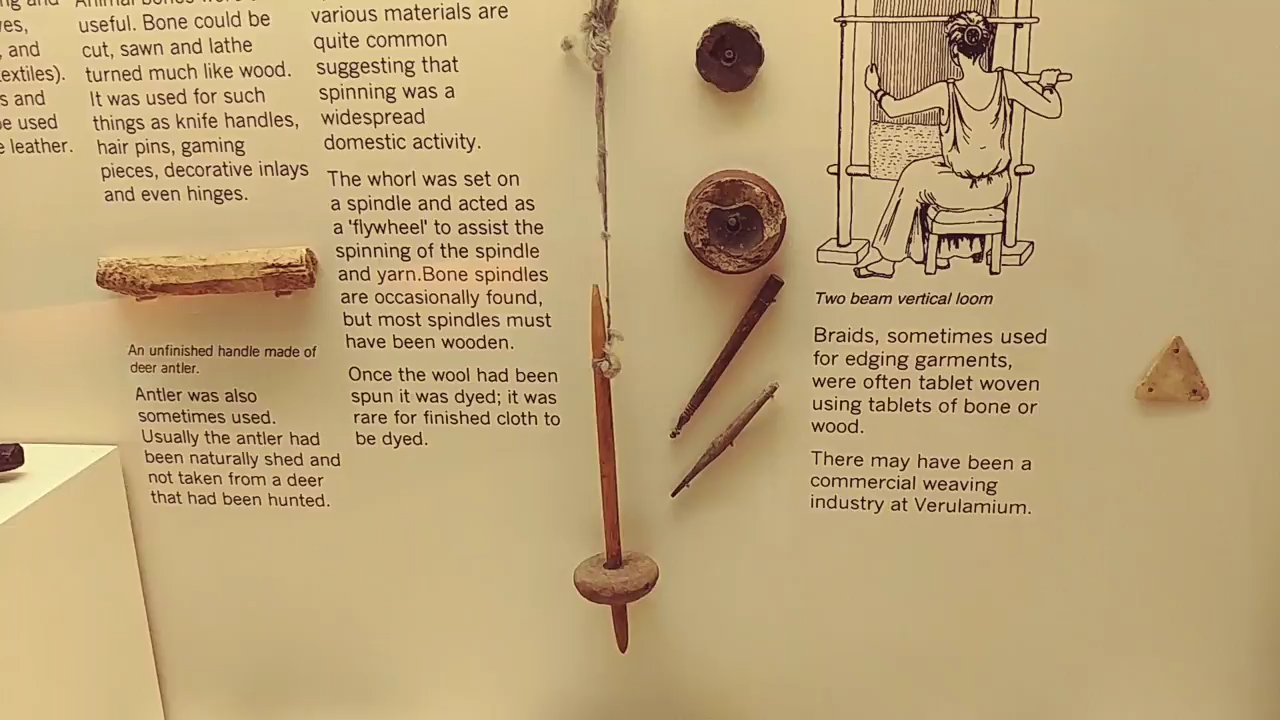 useful. Bone could be
cut, sawn and lathe
turned much like wood.
It was used for such
things as knife handles,
hair pins, gaming
pieces, decorative inlays
and even hinges.
An unfinished handle made of
deer antler.
Antler was also
sometimes used.
Usually the antler had
been naturally shed and
not taken from a deer
that had been hunted.
various materials are
quite common
suggesting that
spinning was a
widespread
domestic activity.
The whorl was set on
a spindle and acted as
a 'flywheel' to assist the
spinning of the spindle
and yarn.Bone spindles
are occasionally found,
but most spindles must
have been wooden.
Once the wool had been
spun it was dyed; it was
rare for finished cloth to
be dyed.
Two beam vertical loom
Braids, sometimes used
for edging garments,
were often tablet woven
using tablets of bone or
wood.
There may have been a
commercial weaving
industry at Verulamium.
and
s and
used
leather.